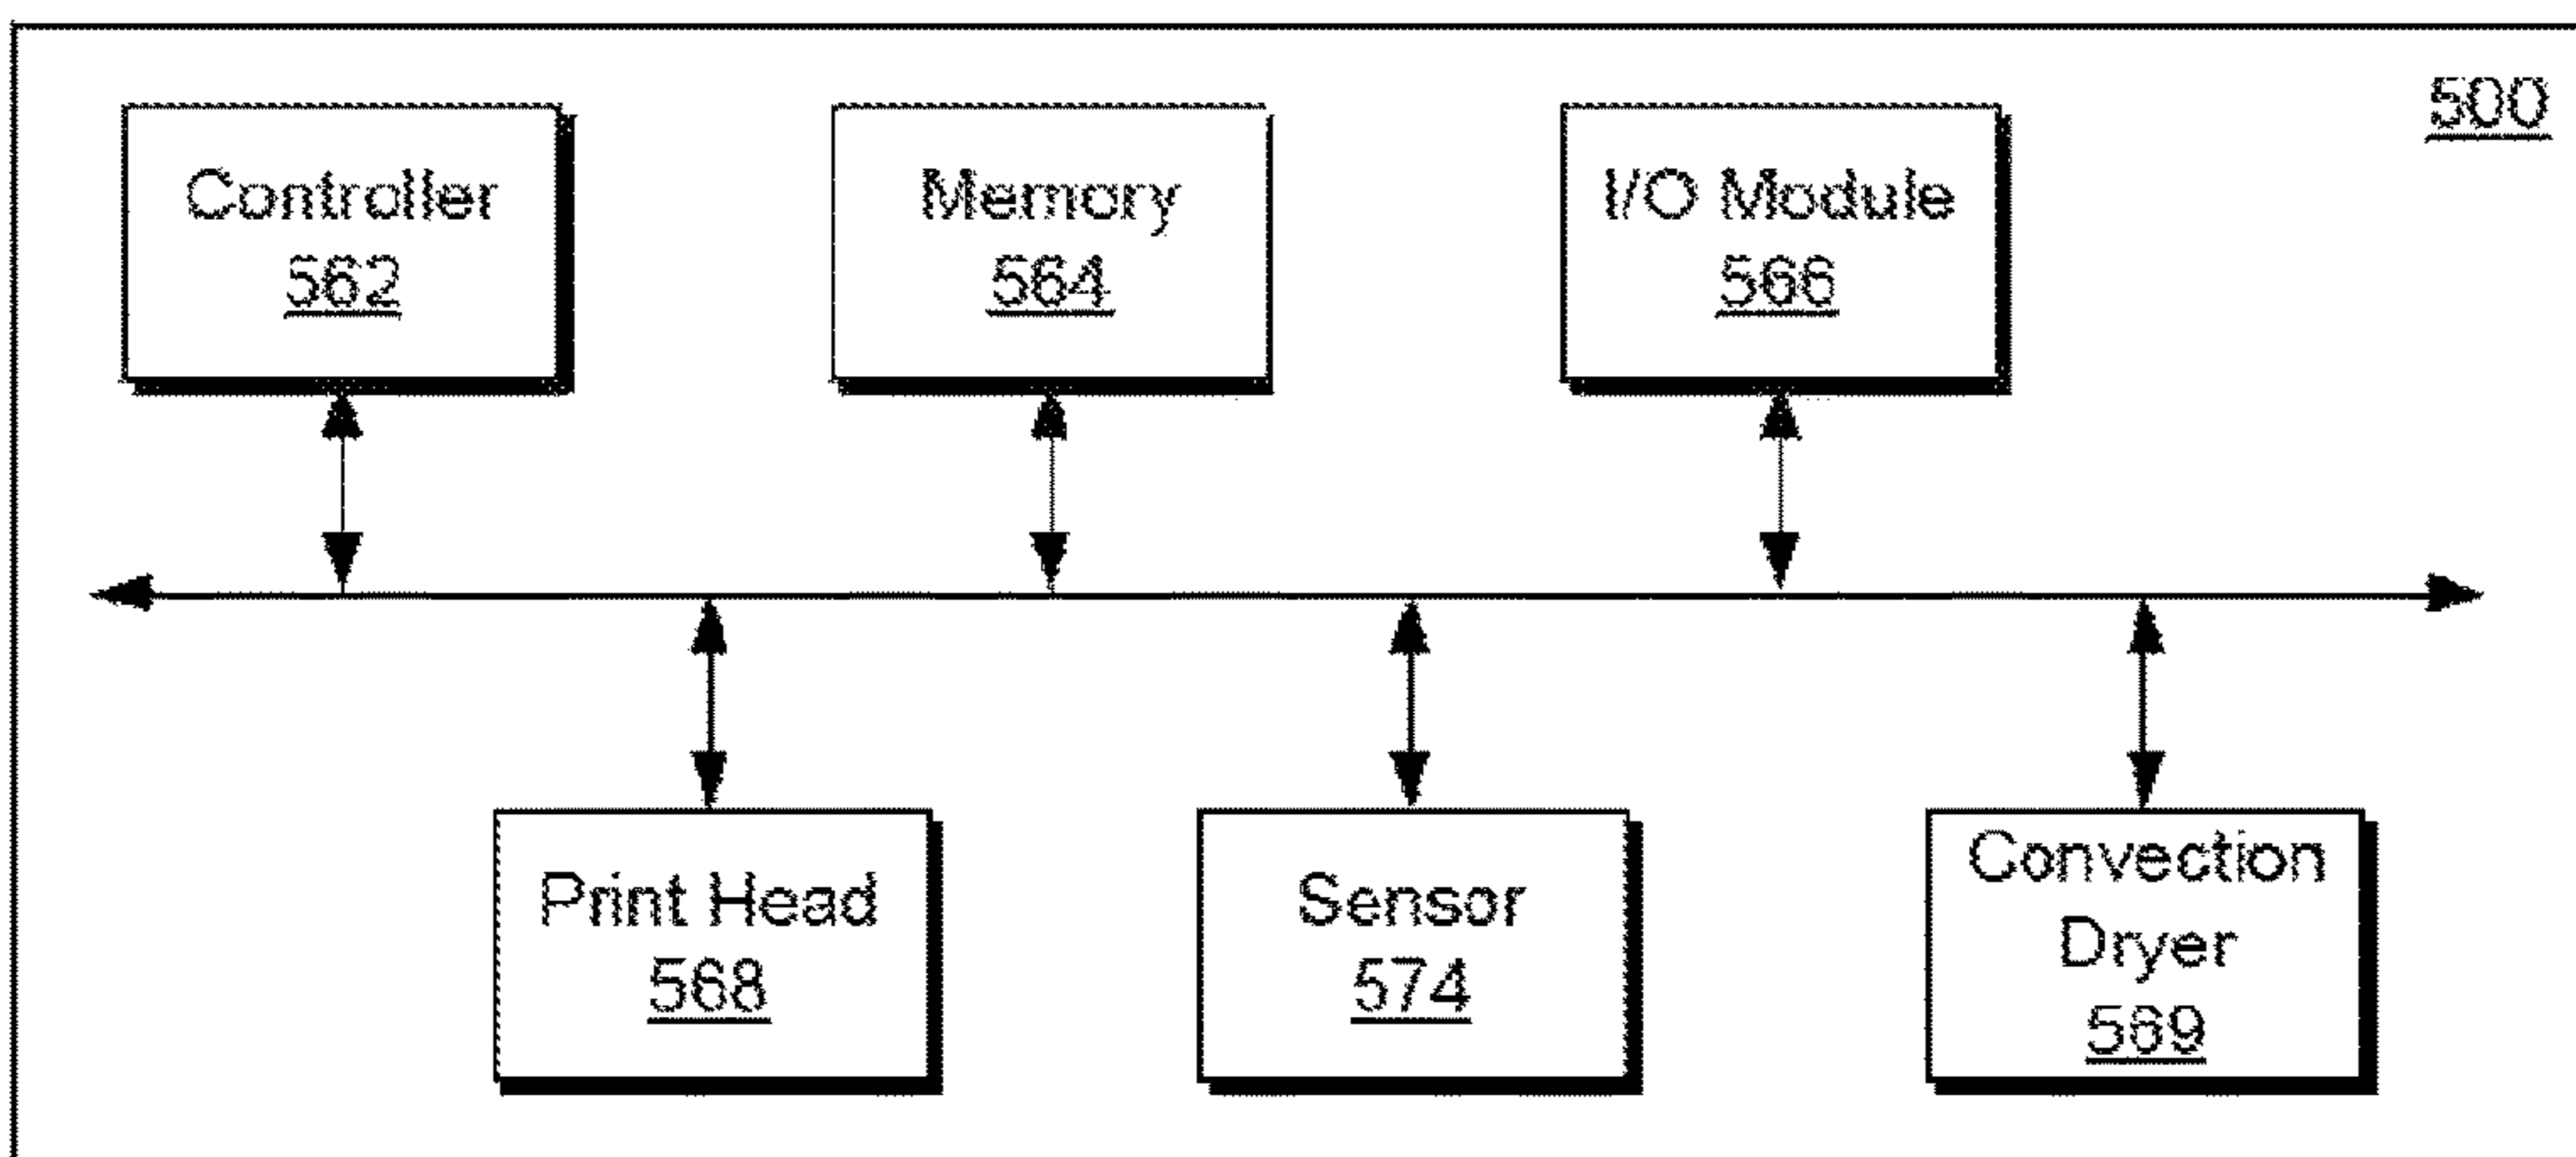 500
Controller
562
Memory
564
I/O Module
566
Print Head
568
Sensor
574
Convection
Dryer
569